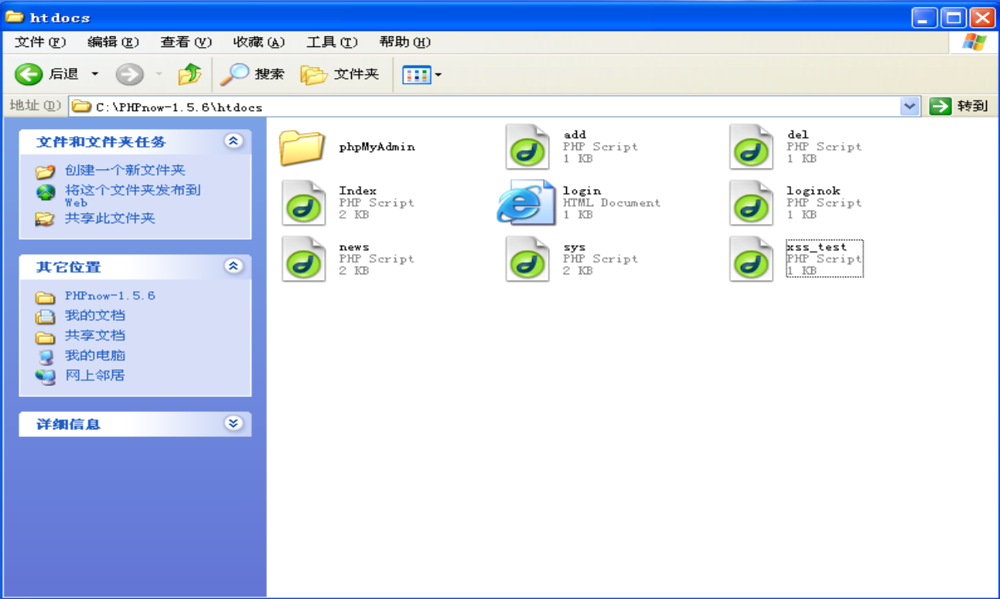 htdocs
文件(F) 编辑(E) 查看(V) 收藏(A) 工具(T) 帮助(H)
后退 搜索 文件夹
地址(D) C:\PHPnow-1.5.6\htdocs 转到
文件和文件夹任务
创建一个新文件夹
将这个文件夹发布到
Web
共享此文件夹
其它位置
PHPnow-1.5.6
我的文档
共享文档
我的电脑
网上邻居
详细信息
phpMyAdmin
add
PHP Script
1 KB
del
PHP Script
1 KB
Index
PHP Script
2 KB
login
HTML Document
1 KB
loginok
PHP Script
1 KB
news
PHP Script
2 KB
sys
PHP Script
2 KB
xss_test
PHP Script
1 KB